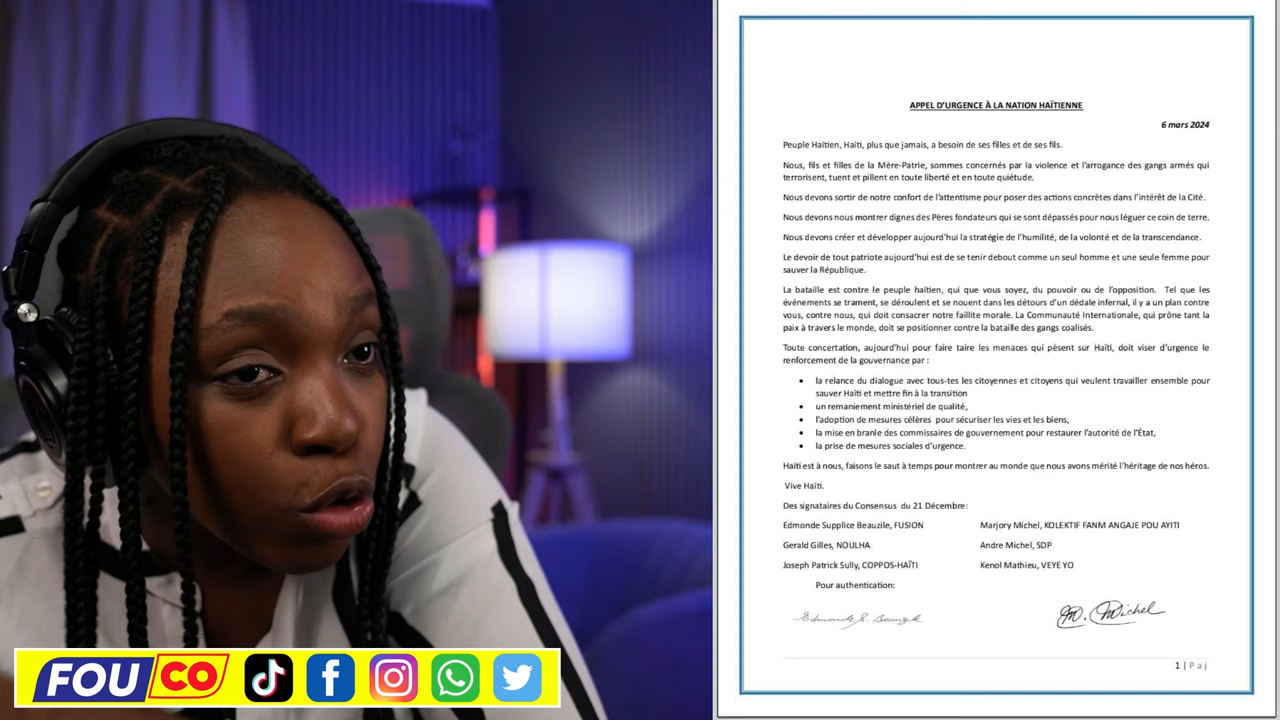 APPEL D'URGENCE À LA NATION HAÏTIENNE
6 mars 2024
Peuple Haïtien, Haïti, plus que jamais, a besoin de ses filles et de ses fils.
Nous, fils et filles de la Mère-Patrie, sommes concernés par la violence et l'arrogance des gangs armés qui
terrorisent, tuent et pillent en toute liberté et en toute quiétude.
Nous devons sortir de notre confort de l'attentisme pour poser des actions concrètes dans l'intérêt de la Cité.
Nous devons nous montrer dignes des Pères fondateurs qui se sont dépassés pour nous léguer ce coin de terre.
Nous devons créer et développer aujourd'hui la stratégie de l'humilité, de la volonté et de la transcendance.
Le devoir de tout patriote aujourd'hui est de se tenir debout comme un seul homme et une seule femme pour
sauver la République.
La bataille est contre le peuple haïtien, qui que vous soyez, du pouvoir ou de l'opposition. Tel que les
événements se trament, se déroulent et se nouent dans les détours d'un dédale infernal, il y a un plan contre
vous, contre nous, qui doit consacrer notre faillite morale. La Communauté Internationale, qui prône tant la
paix à travers le monde, doit se positionner contre la bataille des gangs coalisés.
Toute concertation, aujourd'hui pour faire taire les menaces qui pèsent sur Haïti, doit viser d'urgence le
renforcement de la gouvernance par :
• la relance du dialogue avec tous-tes les citoyennes et citoyens qui veulent travailler ensemble pour
sauver Haïti et mettre fin à la transition
• un remaniement ministériel de qualité,
• l'adoption de mesures célères pour sécuriser les vies et les biens,
• la mise en branle des commissaires de gouvernement pour restaurer l'autorité de l'État,
• la prise de mesures sociales d'urgence.
Haïti est à nous, faisons le saut à temps pour montrer au monde que nous avons mérité l'héritage de nos héros.
Vive Haïti.
Des signataires du Consensus du 21 Décembre:
Edmonde Supplice Beauzile, FUSION
Marjory Michel, KOLEKTIF FANM ANGAJE POU AYITI
Gerald Gilles, NOULHA
Andre Michel, SDP
Joseph Patrick Sully, COPPOS-HAÏTI
Kenol Mathieu, VEYE YO
Pour authentication:
Edmonde S. Beauzile
M. Michel
1 | P a j
FOUCO